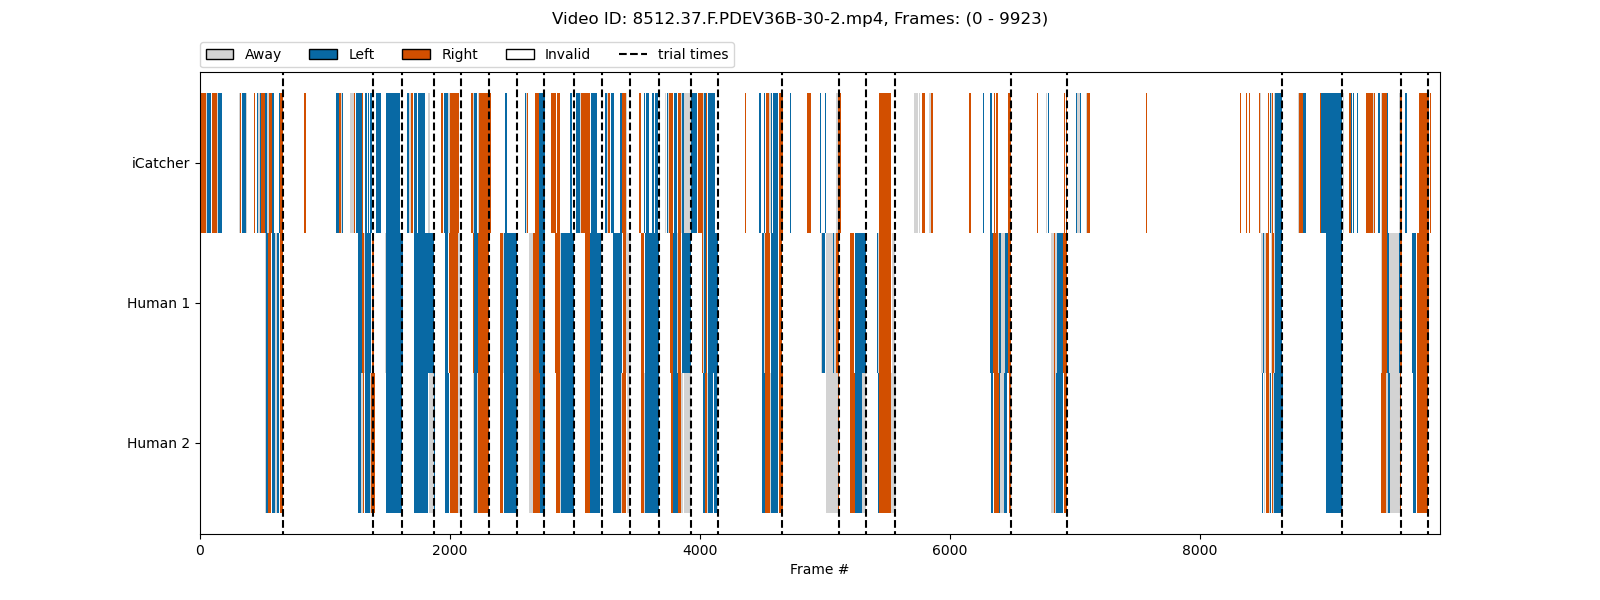 Video ID: 8512.37.F.PDEV36B-30-2.mp4, Frames: (0 - 9923)
Away Left Right Invalid trial times
iCatcher
Human 1
Human 2
0 2000 4000 6000 8000
Frame #